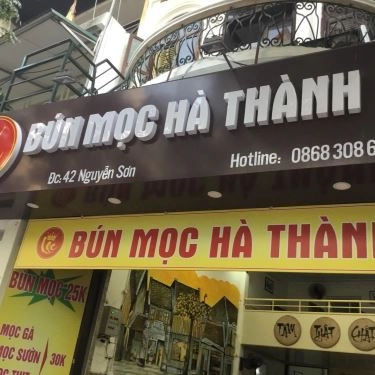 BÚN MỌC HÀ THÀNH
Đc: 42 Nguyễn Sơn
Hotline: 0868 308 6
BÚN MỌC HÀ THÀNH
BÚN MỌC 25K
MỌC GÀ
MỌC SƯỜN 30K
TÂM THẬT CHẤT